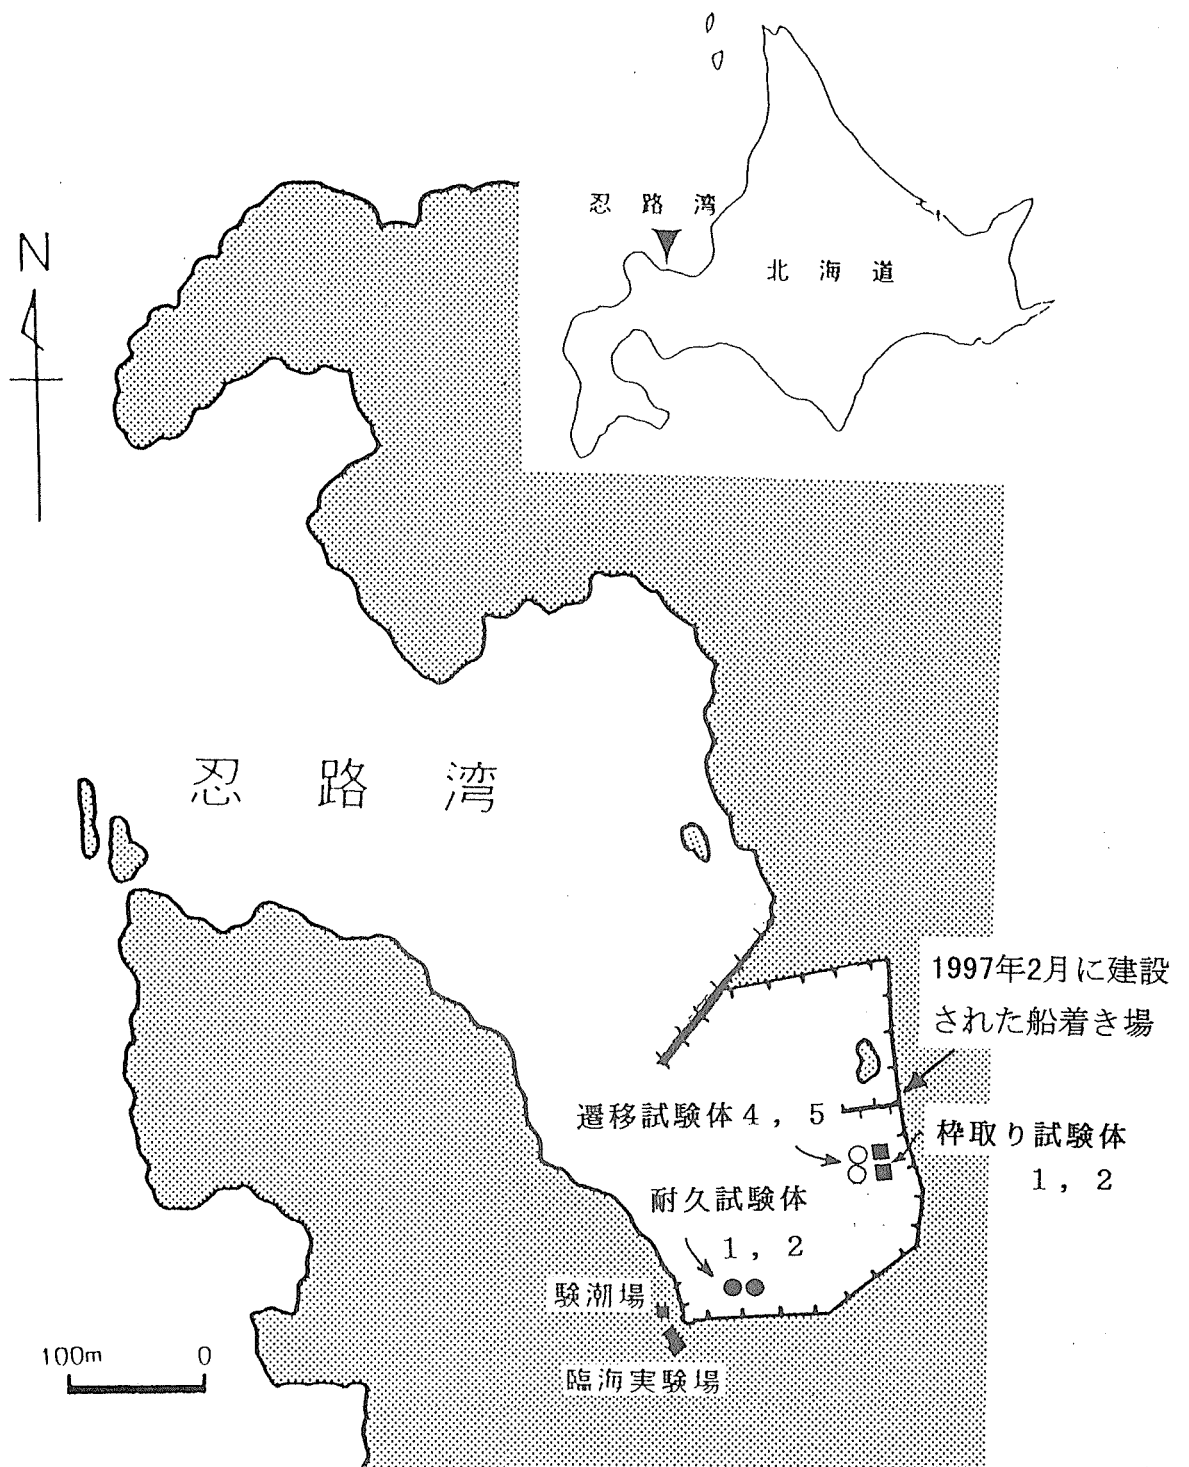 忍路湾
北海道
N
忍路湾
1997年2月に建設
された船着き場
遷移試験体4，5
枠取り試験体
1，2
耐久試験体
1，2
験潮場
臨海実験場
100m 0